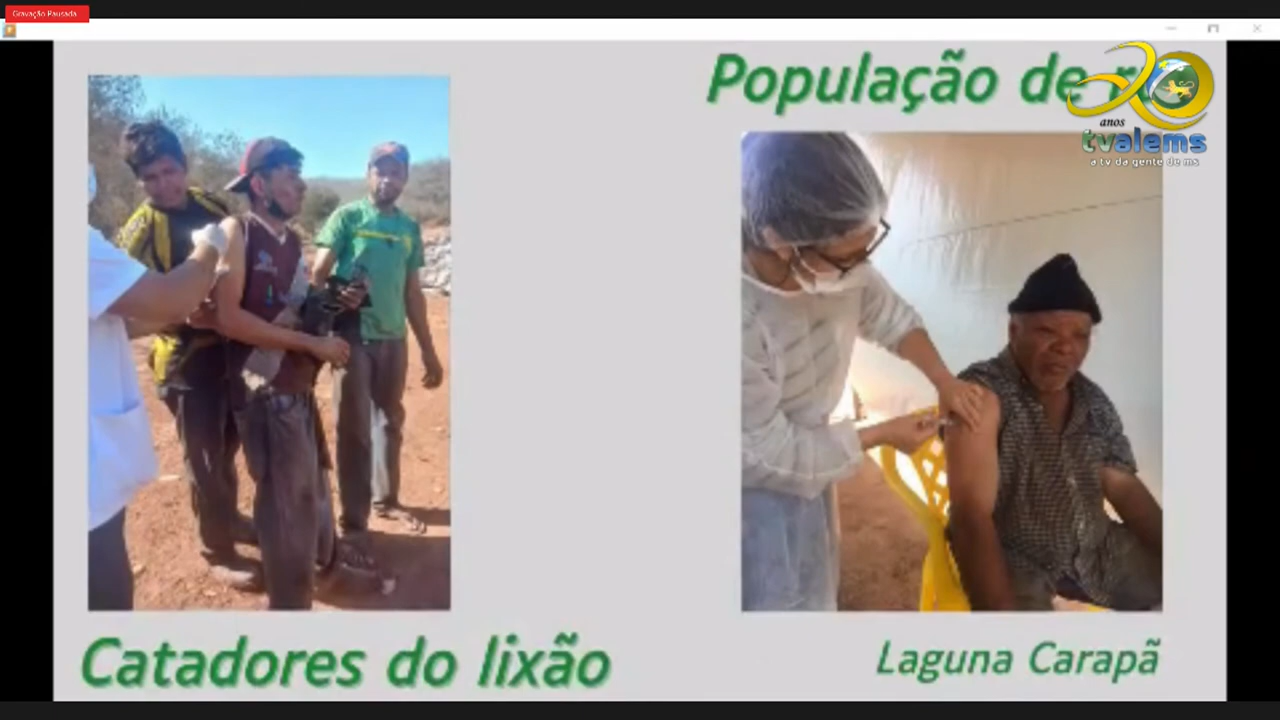 Gravação Pausada
População de
anos
tvalems
a tv da gente de ms
Catadores do lixão
Laguna Carapã